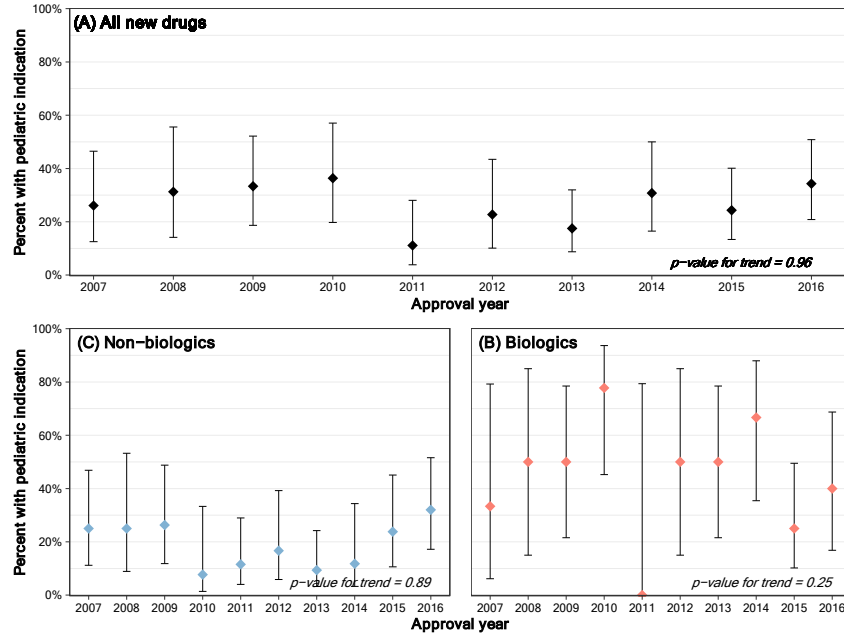 (A) All new drugs
Percent with pediatric indication
100%
80%
60%
40%
20%
0%
p−value for trend = 0.96
2007 2008 2009 2010 2011 2012 2013 2014 2015 2016
Approval year
(C) Non−biologics
Percent with pediatric indication
100%
80%
60%
40%
20%
0%
p−value for trend = 0.89
2007 2008 2009 2010 2011 2012 2013 2014 2015 2016
Approval year
(B) Biologics
p−value for trend = 0.25
2007 2008 2009 2010 2011 2012 2013 2014 2015 2016
Approval year